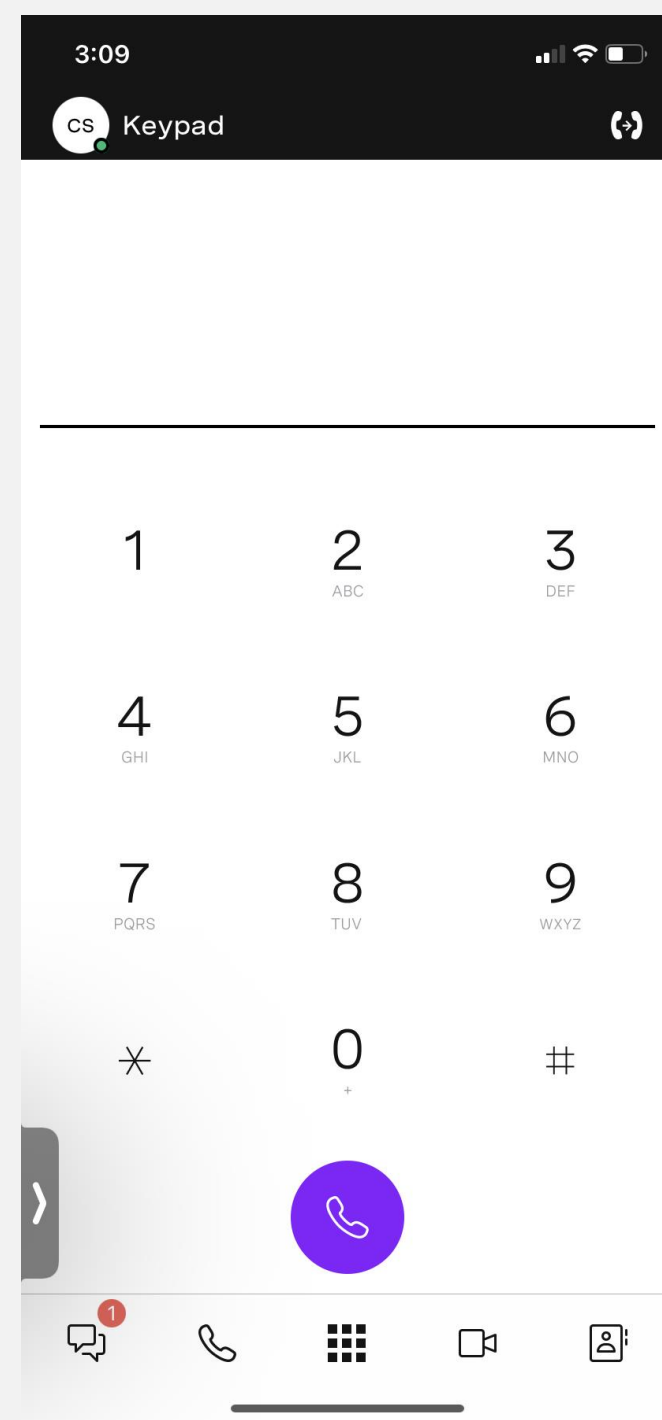 3:09
CS Keypad
1 2 3
ABC DEF
4 5 6
GHI JKL MNO
7 8 9
PQRS TUV WXYZ
* 0 #
+
1